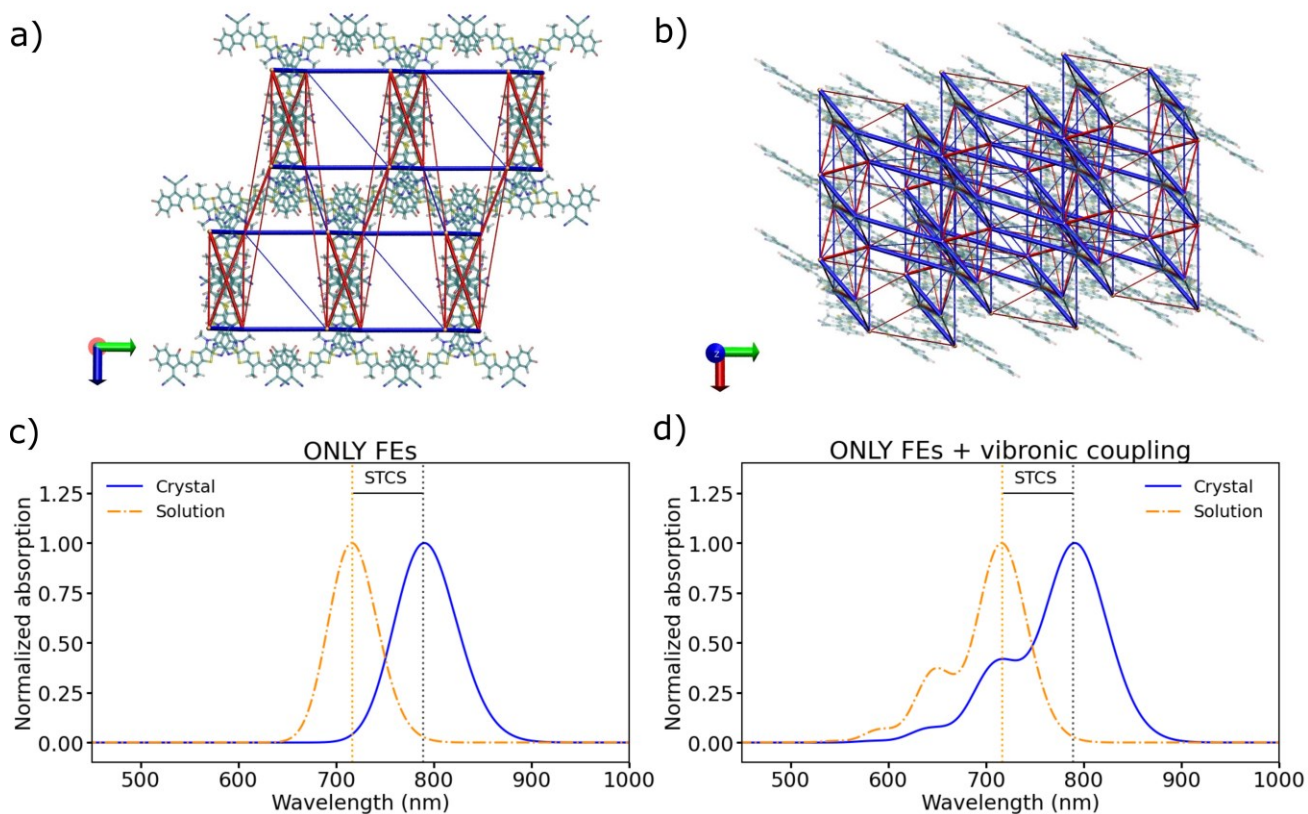 a)
b)
z
c)
ONLY FEs
STCS
Crystal
Solution
Normalized absorption
1.25
1.00
0.75
0.50
0.25
0.00
500
600
700
800
900
1000
Wavelength (nm)
d)
ONLY FEs + vibronic coupling
STCS
Crystal
Solution
Normalized absorption
1.25
1.00
0.75
0.50
0.25
0.00
500
600
700
800
900
1000
Wavelength (nm)